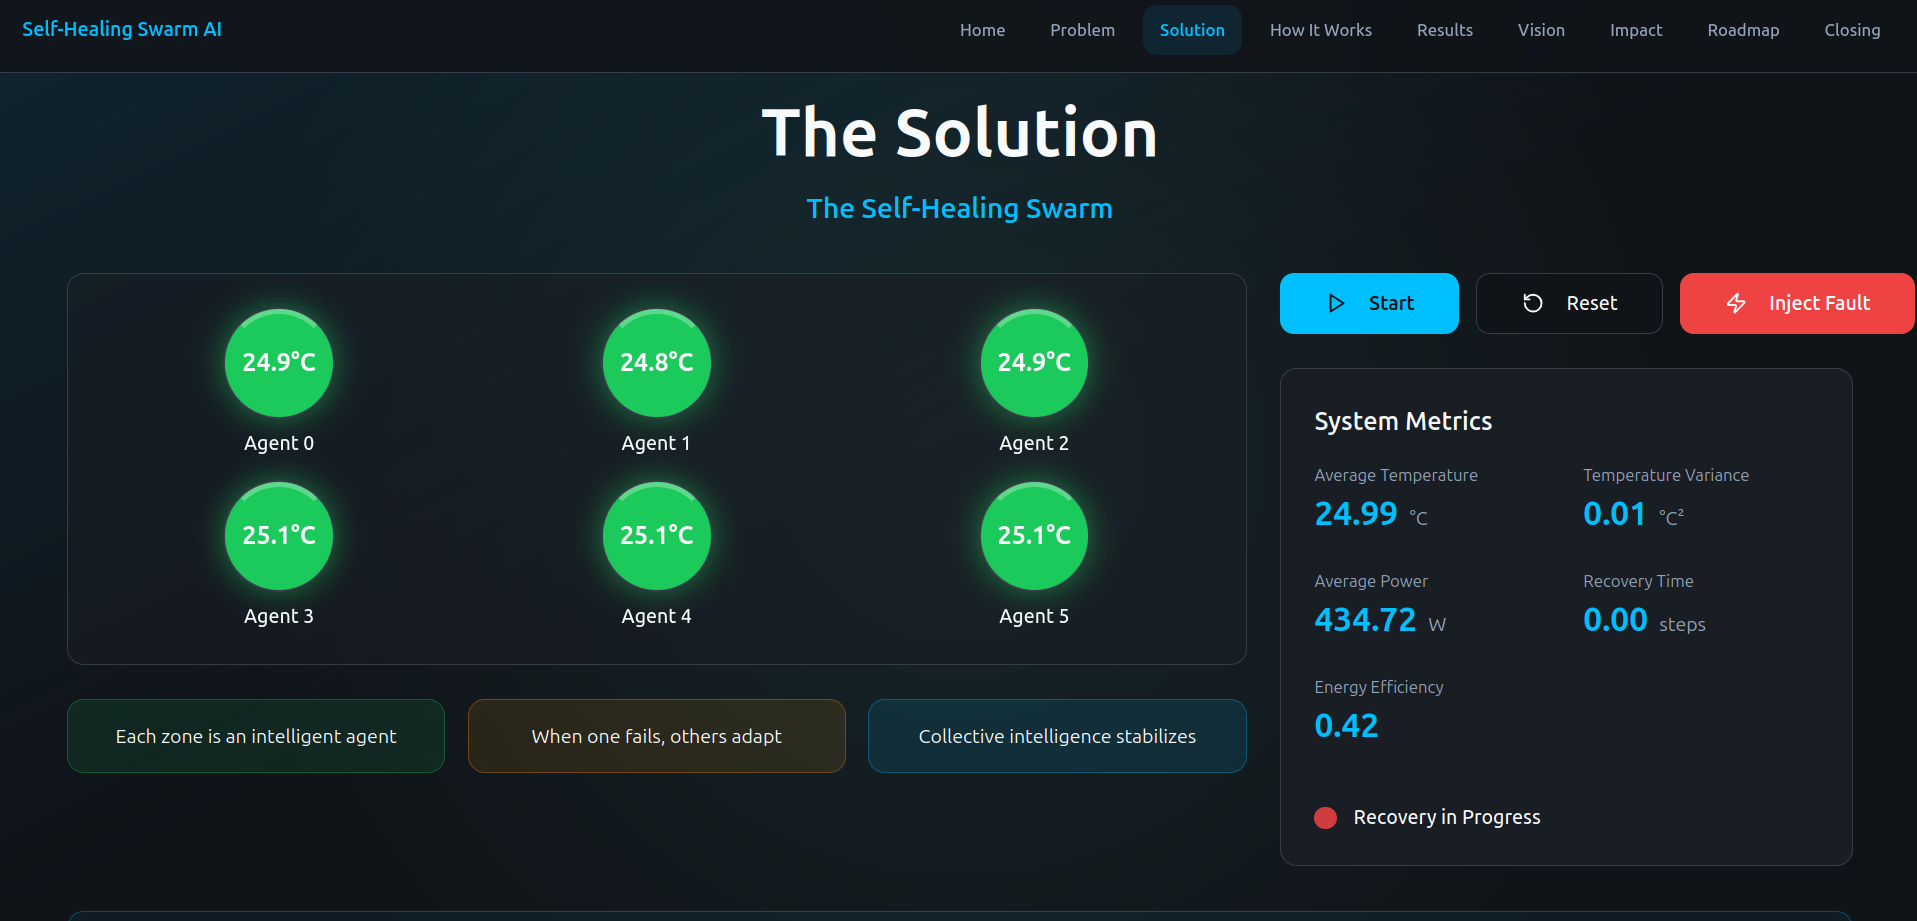 Self-Healing Swarm AI
Home Problem Solution How It Works Results Vision Impact Roadmap Closing
The Solution
The Self-Healing Swarm
24.9°C 24.8°C 24.9°C
Agent 0 Agent 1 Agent 2
25.1°C 25.1°C 25.1°C
Agent 3 Agent 4 Agent 5
Each zone is an intelligent agent
When one fails, others adapt
Collective intelligence stabilizes
Start Reset Inject Fault
System Metrics
Average Temperature Temperature Variance
24.99 °C 0.01 °C²
Average Power Recovery Time
434.72 W 0.00 steps
Energy Efficiency
0.42
Recovery in Progress